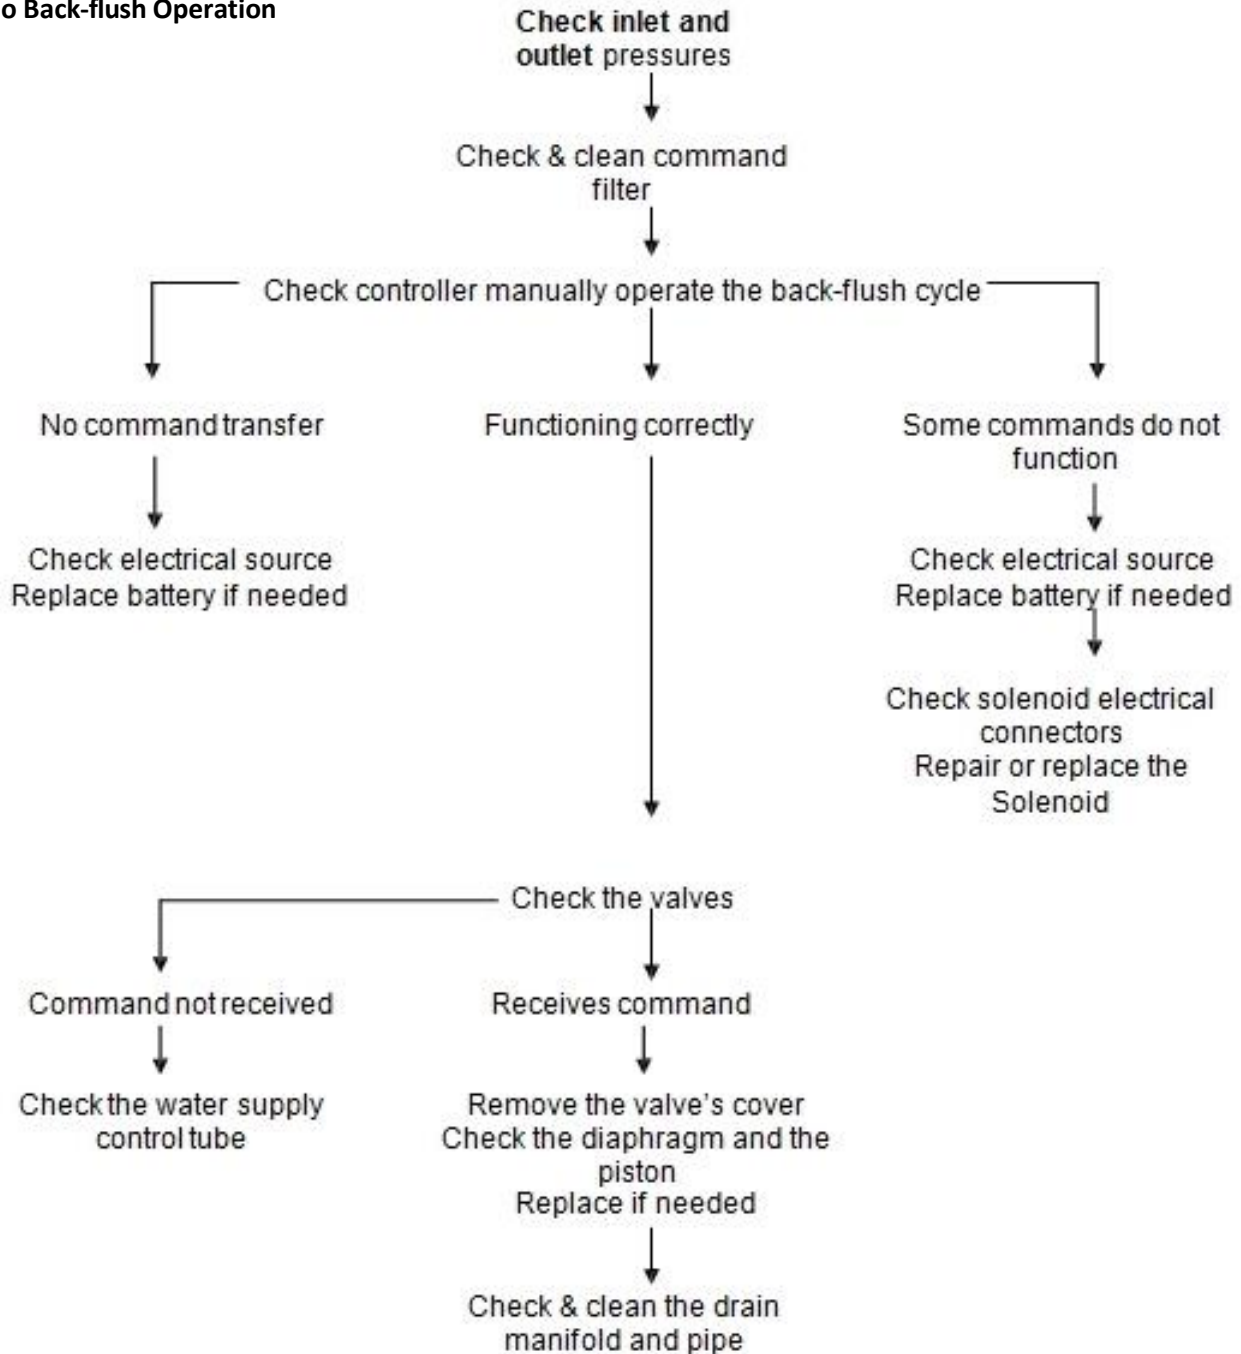 o Back-flush Operation
Check inlet and
outlet pressures
Check & clean command
filter
Check controller manually operate the back-flush cycle
No command transfer
Functioning correctly
Some commands do not
function
Check electrical source
Replace battery if needed
Check electrical source
Replace battery if needed
Check solenoid electrical
connectors
Repair or replace the
Solenoid
Check the valves
Command not received
Receives command
Check the water supply
control tube
Remove the valve's cover
Check the diaphragm and the
piston
Replace if needed
Check & clean the drain
manifold and pipe